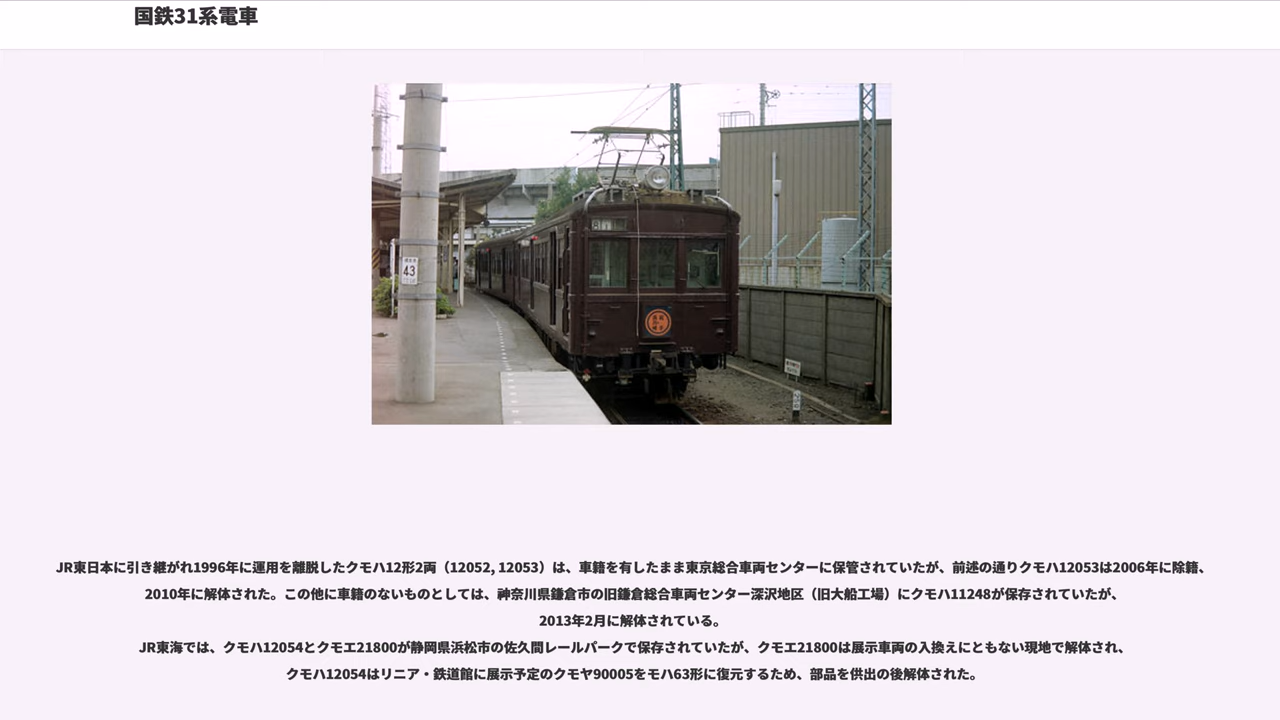 国鉄31系電車
43
JR東日本に引き継がれ1996年に運用を離脱したクモハ12形2両（12052, 12053）は、車籍を有したまま東京総合車両センターに保管されていたが、前述の通りクモハ12053は2006年に除籍、
2010年に解体された。この他に車籍のないものとしては、神奈川県鎌倉市の旧鎌倉総合車両センター深沢地区（旧大船工場）にクモハ11248が保存されていたが、
2013年2月に解体されている。
JR東海では、クモハ12054とクモエ21800が静岡県浜松市の佐久間レールパークで保存されていたが、クモエ21800は展示車両の入換えにともない現地で解体され、
クモハ12054はリニア・鉄道館に展示予定のクモヤ90005をモハ63形に復元するため、部品を供出の後解体された。